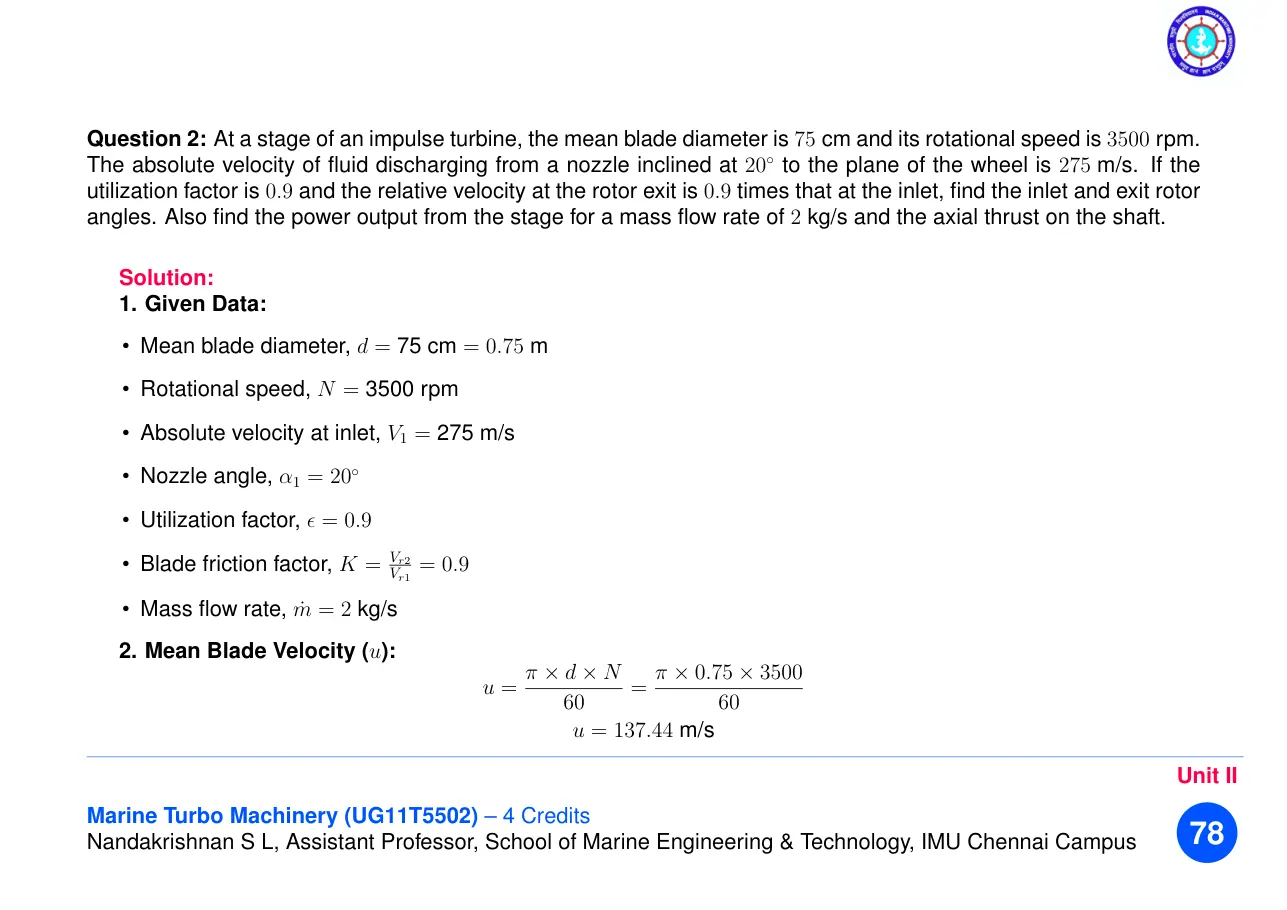 Question 2: At a stage of an impulse turbine, the mean blade diameter is 75 cm and its rotational speed is 3500 rpm.
The absolute velocity of fluid discharging from a nozzle inclined at 20° to the plane of the wheel is 275 m/s. If the
utilization factor is 0.9 and the relative velocity at the rotor exit is 0.9 times that at the inlet, find the inlet and exit rotor
angles. Also find the power output from the stage for a mass flow rate of 2 kg/s and the axial thrust on the shaft.
Solution:
1. Given Data:
• Mean blade diameter, d = 75 cm = 0.75 m
• Rotational speed, N = 3500 rpm
• Absolute velocity at inlet, V₁ = 275 m/s
• Nozzle angle, α₁ = 20°
• Utilization factor, ϵ = 0.9
• Blade friction factor, K = Vᵣ₂/Vᵣ₁ = 0.9
• Mass flow rate, ṁ = 2 kg/s
2. Mean Blade Velocity (u):
u = (π × d × N)/60 = (π × 0.75 × 3500)/60
u = 137.44 m/s
Unit II
Marine Turbo Machinery (UG11T5502) – 4 Credits
Nandakrishnan S L, Assistant Professor, School of Marine Engineering & Technology, IMU Chennai Campus
78